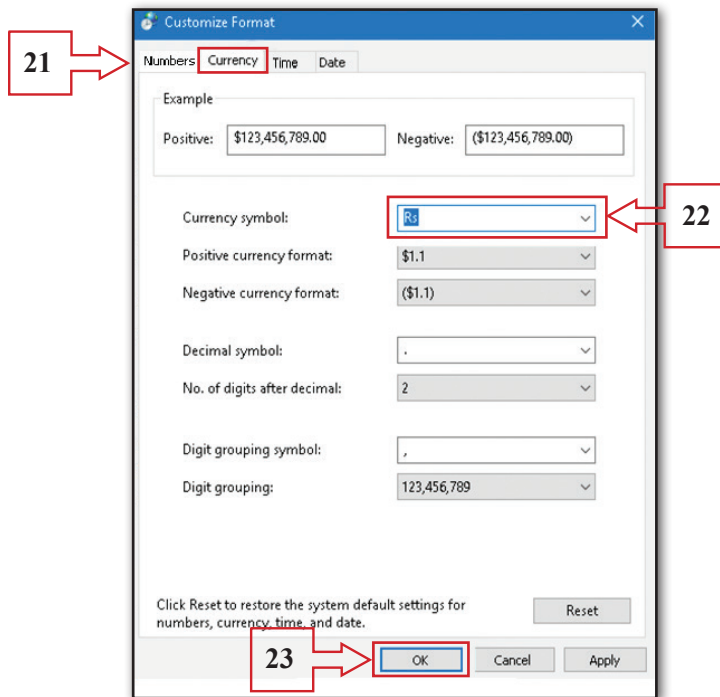 Customize Format
21
Numbers Currency Time Date
Example
Positive: $123,456,789.00 Negative: ($123,456,789.00)
Currency symbol: Rs
22
Positive currency format: $1.1
Negative currency format: ($1.1)
Decimal symbol: .
No. of digits after decimal: 2
Digit grouping symbol: ,
Digit grouping: 123,456,789
Click Reset to restore the system default settings for
numbers, currency, time, and date.
Reset
23
OK Cancel Apply